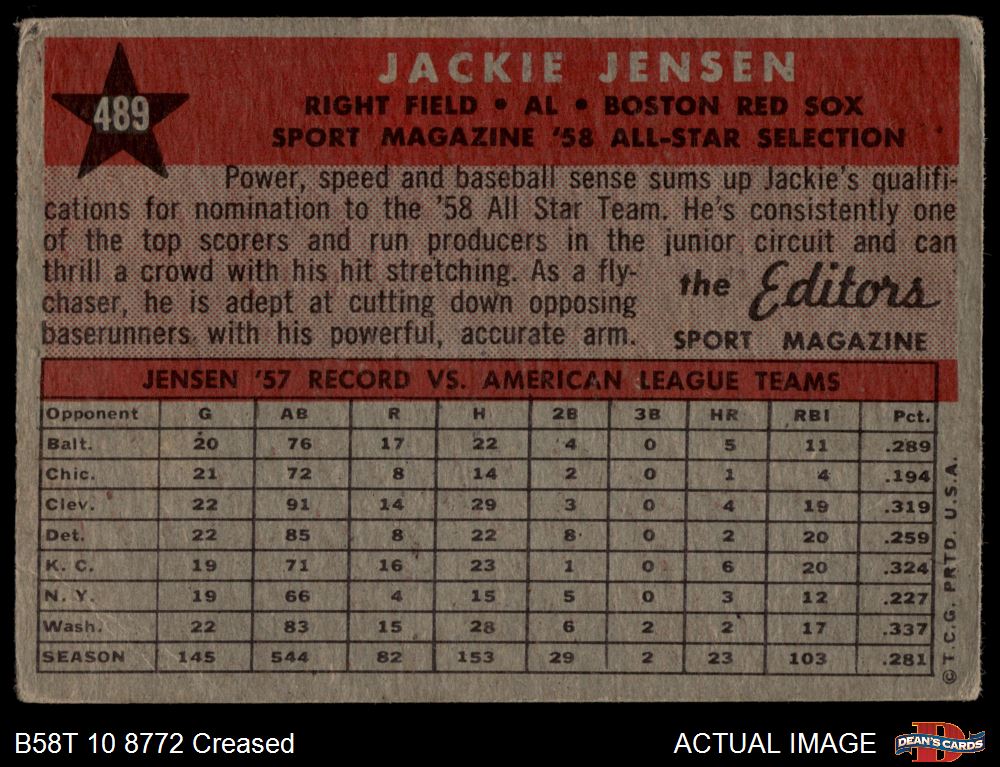 489
JACKIE JENSEN
RIGHT FIELD • AL • BOSTON RED SOX
SPORT MAGAZINE '58 ALL-STAR SELECTION
Power, speed and baseball sense sums up Jackie's qualifi-
cations for nomination to the '58 All Star Team. He's consistently one
of the top scorers and run producers in the junior circuit and can
thrill a crowd with his hit stretching. As a fly-
chaser, he is adept at cutting down opposing
baserunners with his powerful, accurate arm.
the Editors
SPORT MAGAZINE
JENSEN '57 RECORD VS. AMERICAN LEAGUE TEAMS
Opponent G AB R H 2B 3B HR RBI Pct.
Balt. 20 76 17 22 4 0 5 11 .289
Chic. 21 72 8 14 2 0 1 4 .194
Clev. 22 91 14 29 3 0 4 19 .319
Det. 22 85 8 22 8 0 2 20 .259
K. C. 19 71 16 23 1 0 6 20 .324
N. Y. 19 66 4 15 5 0 3 12 .227
Wash. 22 83 15 28 6 2 2 17 .337
SEASON 145 544 82 153 29 2 23 103 .281
© T.C.G. PRTD. U.S.A.
B58T 10 8772 Creased
ACTUAL IMAGE
DEAN'S CARDS